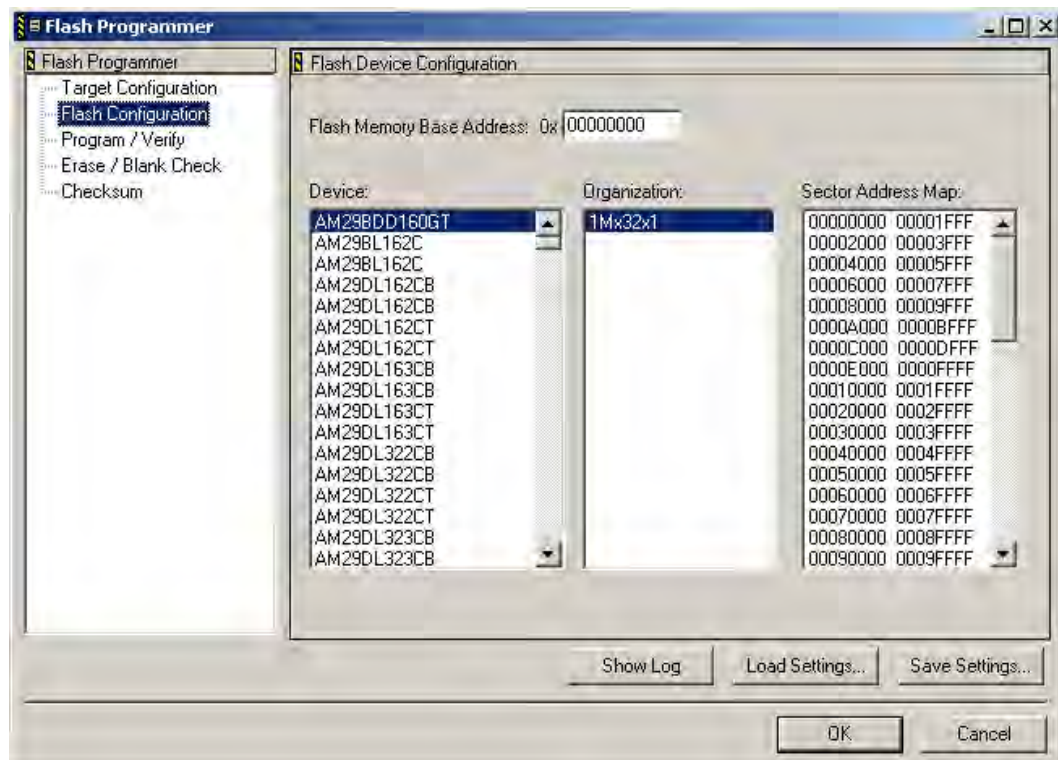 Flash Programmer
Flash Programmer
Target Configuration
Flash Configuration
Program / Verify
Erase / Blank Check
Checksum
Flash Device Configuration
Flash Memory Base Address: 0x 00000000
Device:
AM29BDD160GT
AM29BL162C
AM29BL162C
AM29DL162CB
AM29DL162CB
AM29DL162CT
AM29DL162CT
AM29DL163CB
AM29DL163CB
AM29DL163CT
AM29DL163CT
AM29DL322CB
AM29DL322CB
AM29DL322CT
AM29DL322CT
AM29DL323CB
AM29DL323CB
Organization:
1Mx32x1
Sector Address Map:
00000000 00001FFF
00002000 00003FFF
00004000 00005FFF
00006000 00007FFF
00008000 00009FFF
0000A000 0000BFFF
0000C000 0000DFFF
0000E000 0000FFFF
00010000 0001FFFF
00020000 0002FFFF
00030000 0003FFFF
00040000 0004FFFF
00050000 0005FFFF
00060000 0006FFFF
00070000 0007FFFF
00080000 0008FFFF
00090000 0009FFFF
Show Log
Load Settings...
Save Settings...
OK
Cancel